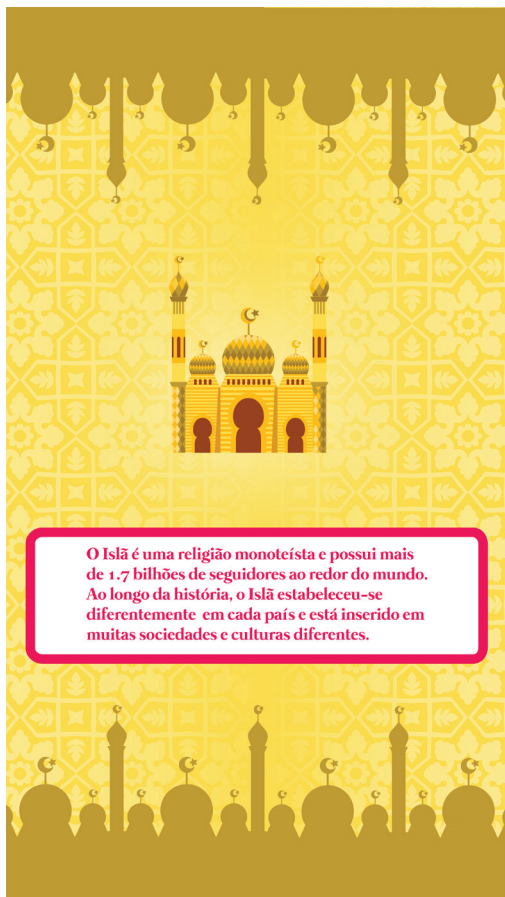 O Islã é uma religião monoteísta e possui mais
de 1.7 bilhões de seguidores ao redor do mundo.
Ao longo da história, o Islã estabeleceu-se
diferentemente em cada país e está inserido em
muitas sociedades e culturas diferentes.